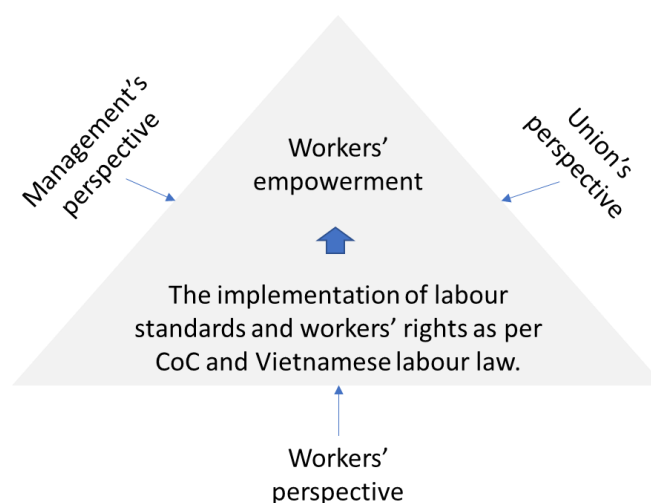 Management's
perspective
Union's
perspective
Workers'
empowerment
The implementation of labour
standards and workers' rights as per
CoC and Vietnamese labour law.
Workers'
perspective